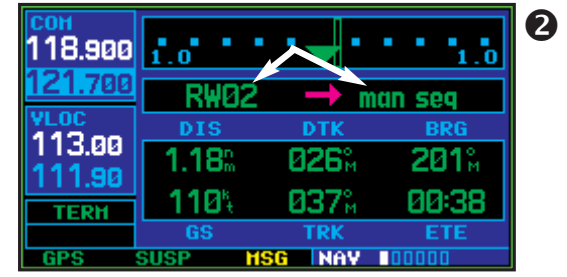 COM
118.900
121.700
1.0 1.0
RW02 → man seq
VLOC
113.00
111.90
DIS DTK BRG
1.18nm 026°M 201°M
110kt 037°M 00:38
TERM
GS TRK ETE
GPS SUSP MSG NAV
2